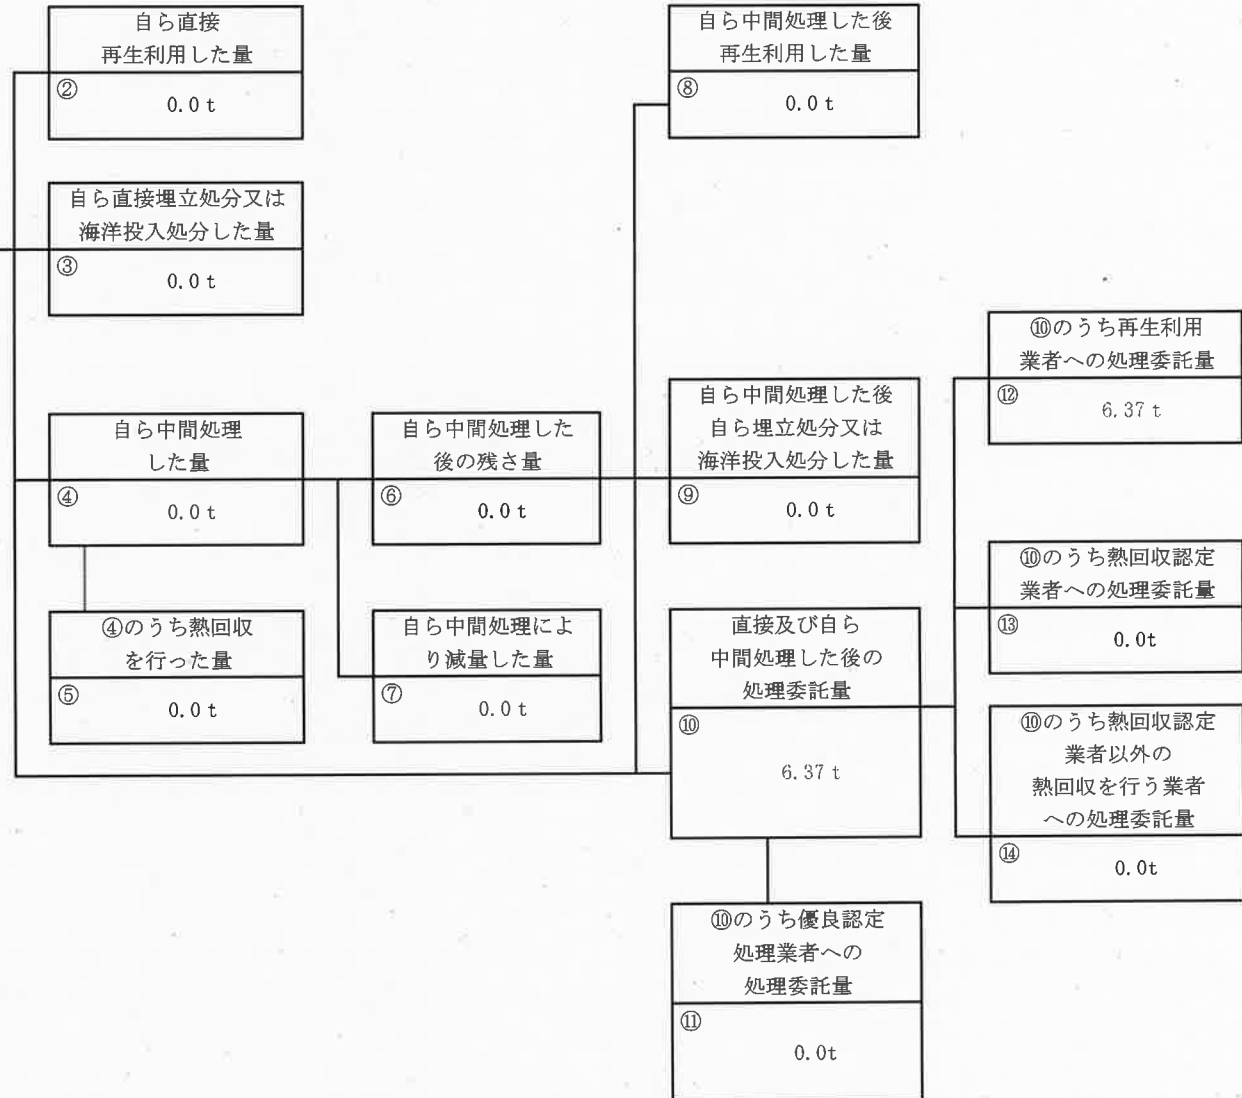 自ら直接
再生利用した量
②
0.0 t
自ら直接埋立処分又は
海洋投入処分した量
③
0.0 t
自ら中間処理
した量
④
0.0 t
④のうち熱回収
を行った量
⑤
0.0 t
自ら中間処理した
後の残さ量
⑥
0.0 t
自ら中間処理によ
り減量した量
⑦
0.0 t
自ら中間処理した後
再生利用した量
⑧
0.0 t
自ら中間処理した後
自ら埋立処分又は
海洋投入処分した量
⑨
0.0 t
直接及び自ら
中間処理した後の
処理委託量
⑩
6.37 t
⑩のうち優良認定
処理業者への
処理委託量
⑪
0.0t
⑩のうち再生利用
業者への処理委託量
⑫
6.37 t
⑩のうち熱回収認定
業者への処理委託量
⑬
0.0t
⑩のうち熱回収認定
業者以外の
熱回収を行う業者
への処理委託量
⑭
0.0t